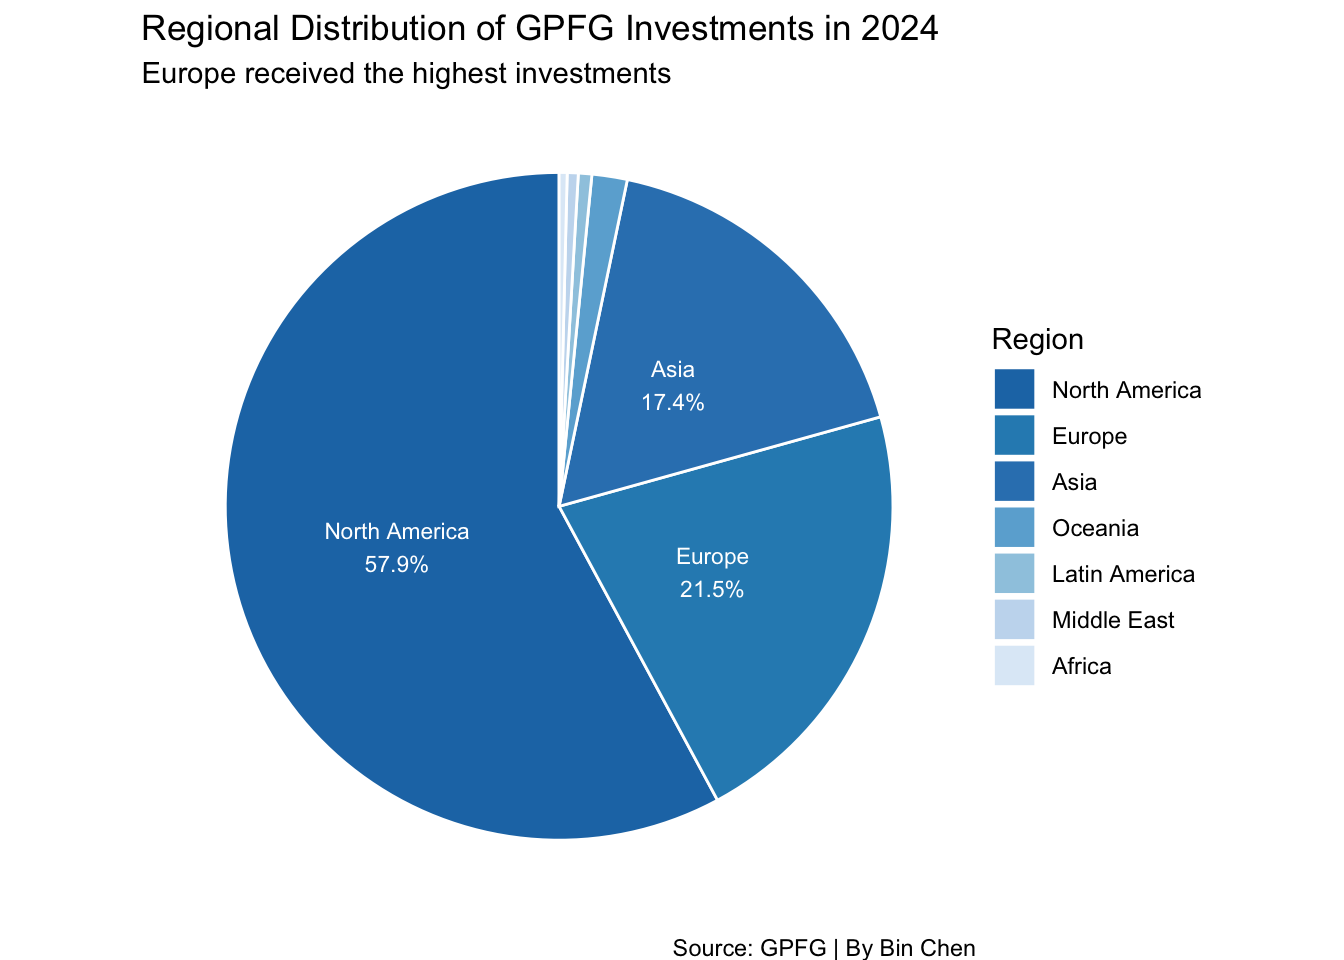 Regional Distribution of GPFG Investments in 2024
Europe received the highest investments
Asia
17.4%
North America
57.9%
Europe
21.5%
Region
North America
Europe
Asia
Oceania
Latin America
Middle East
Africa
Source: GPFG | By Bin Chen